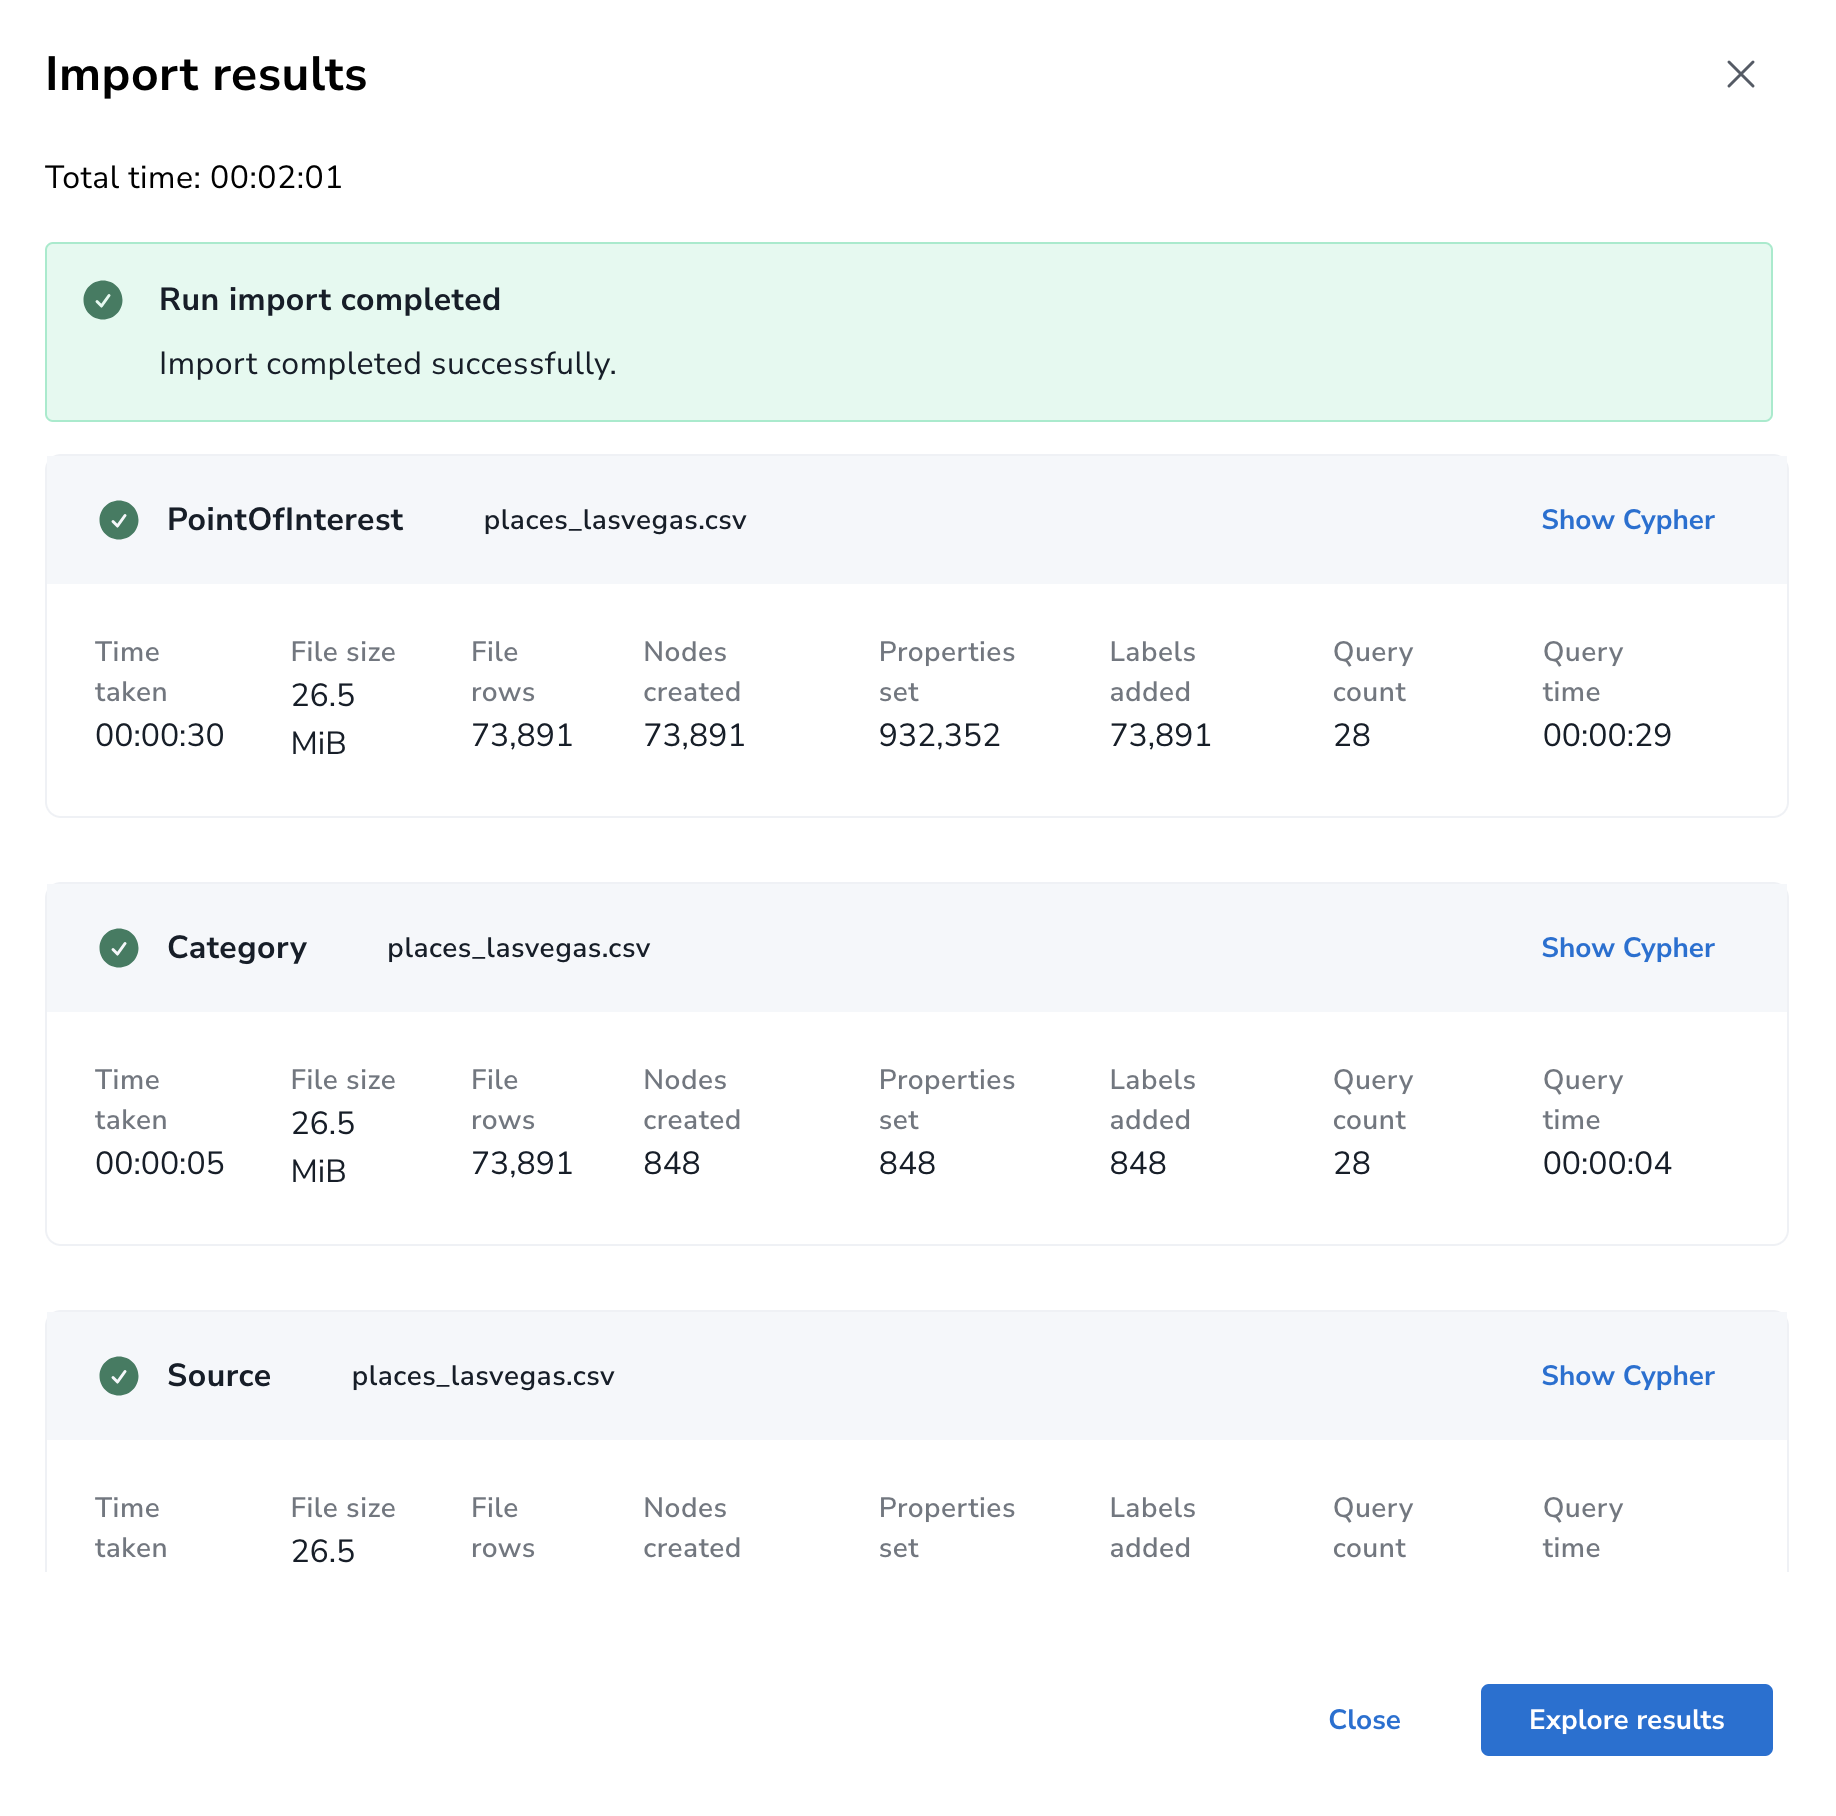 Import results
Total time: 00:02:01
Run import completed
Import completed successfully.
PointOfInterest places_lasvegas.csv Show Cypher
Time File size File Nodes Properties Labels Query Query
taken 26.5 rows created set added count time
00:00:30 MiB 73,891 73,891 932,352 73,891 28 00:00:29
Category places_lasvegas.csv Show Cypher
Time File size File Nodes Properties Labels Query Query
taken 26.5 rows created set added count time
00:00:05 MiB 73,891 848 848 848 28 00:00:04
Source places_lasvegas.csv Show Cypher
Time File size File Nodes Properties Labels Query Query
taken 26.5 rows created set added count time
Close Explore results